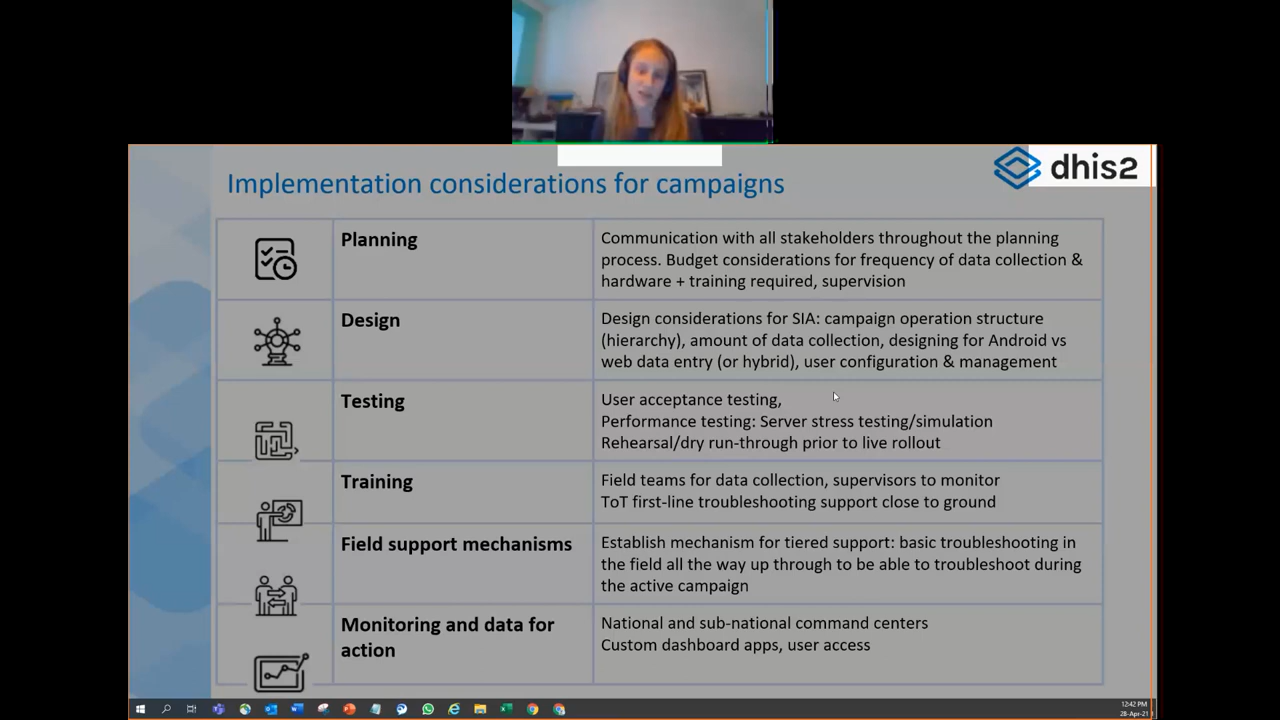 dhis2
Implementation considerations for campaigns
Planning
Communication with all stakeholders throughout the planning
process. Budget considerations for frequency of data collection &
hardware + training required, supervision
Design
Design considerations for SIA: campaign operation structure
(hierarchy), amount of data collection, designing for Android vs
web data entry (or hybrid), user configuration & management
Testing
User acceptance testing,
Performance testing: Server stress testing/simulation
Rehearsal/dry run-through prior to live rollout
Training
Field teams for data collection, supervisors to monitor
ToT first-line troubleshooting support close to ground
Field support mechanisms
Establish mechanism for tiered support: basic troubleshooting in
the field all the way up through to be able to troubleshoot during
the active campaign
Monitoring and data for
action
National and sub-national command centers
Custom dashboard apps, user access
12:42 PM
28-Apr-21